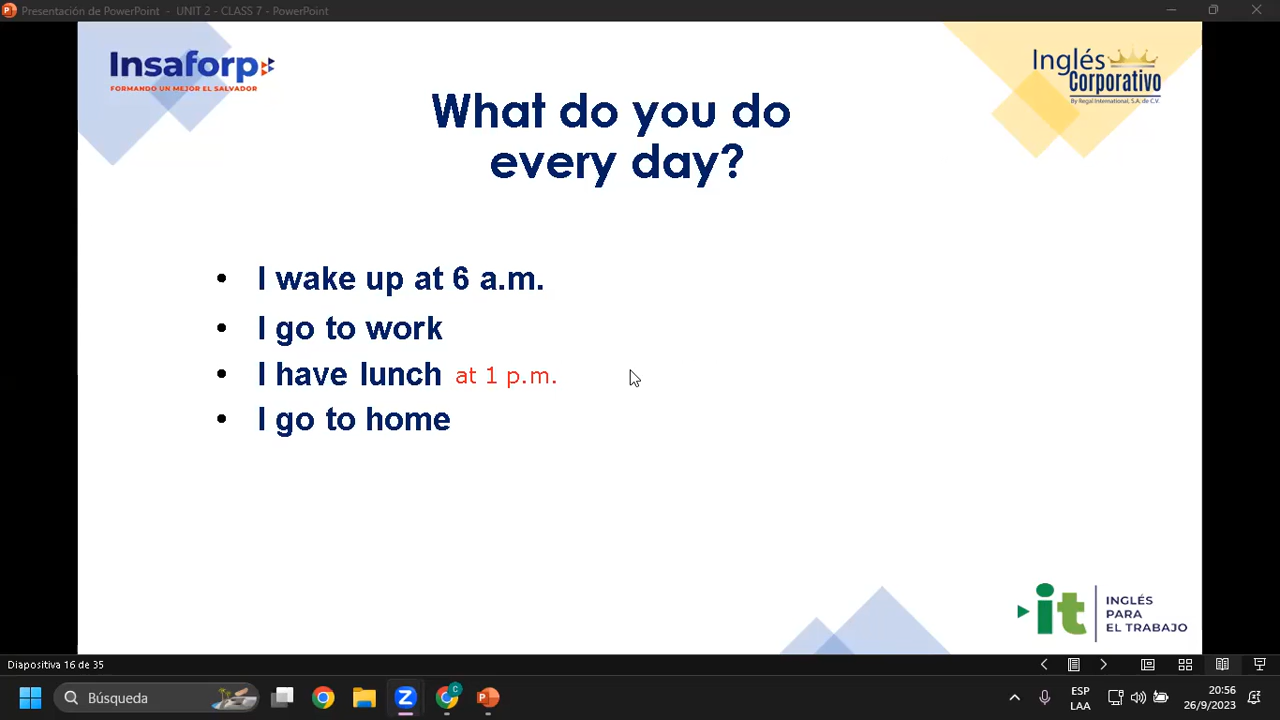 Presentación de PowerPoint - UNIT 2 - CLASS 7 - PowerPoint
Insaforp
FORMANDO UN MEJOR EL SALVADOR
Inglés
Corporativo
By Regal International, S.A. de C.V.
What do you do
every day?
• I wake up at 6 a.m.
• I go to work
• I have lunch at 1 p.m.
• I go to home
it
INGLÉS
PARA
EL TRABAJO
Diapositiva 16 de 35
Búsqueda
C
ESP
LAA
20:56
26/9/2023